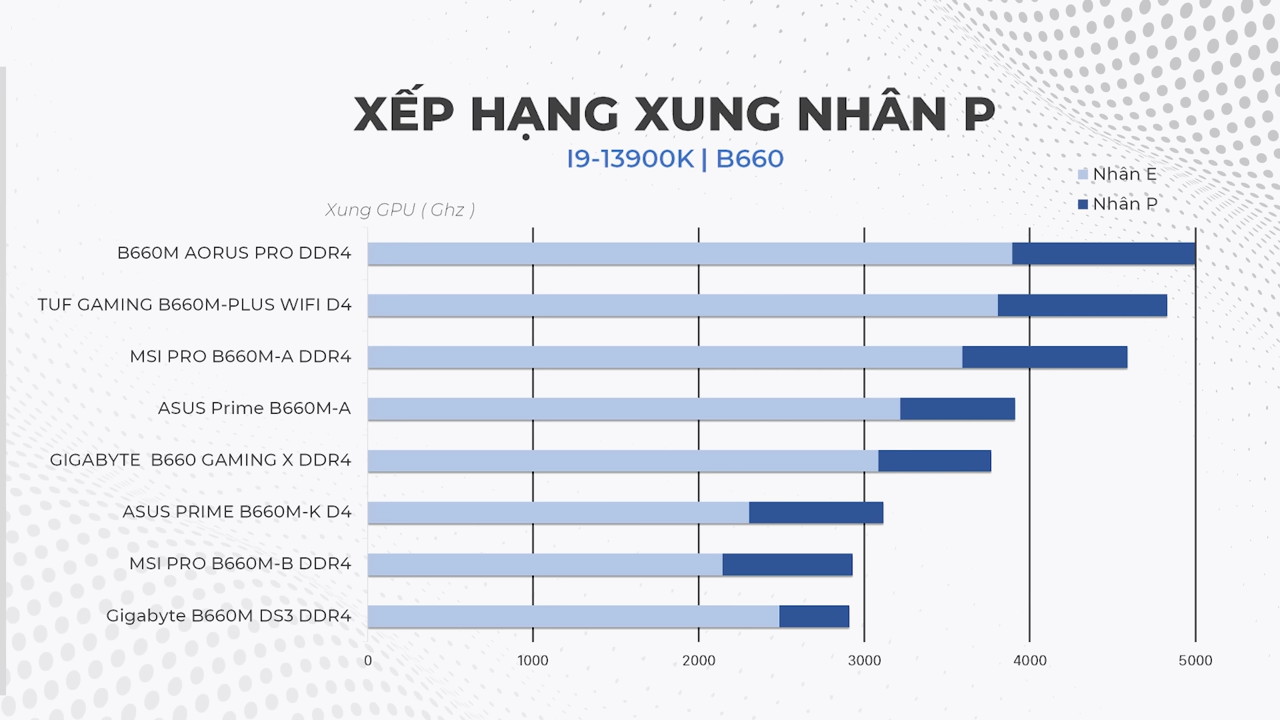 XẾP HẠNG XUNG NHÂN P
I9-13900K | B660
Nhân E
Nhân P
Xung GPU ( Ghz )
B660M AORUS PRO DDR4
TUF GAMING B660M-PLUS WIFI D4
MSI PRO B660M-A DDR4
ASUS Prime B660M-A
GIGABYTE B660 GAMING X DDR4
ASUS PRIME B660M-K D4
MSI PRO B660M-B DDR4
Gigabyte B660M DS3 DDR4
0 1000 2000 3000 4000 5000